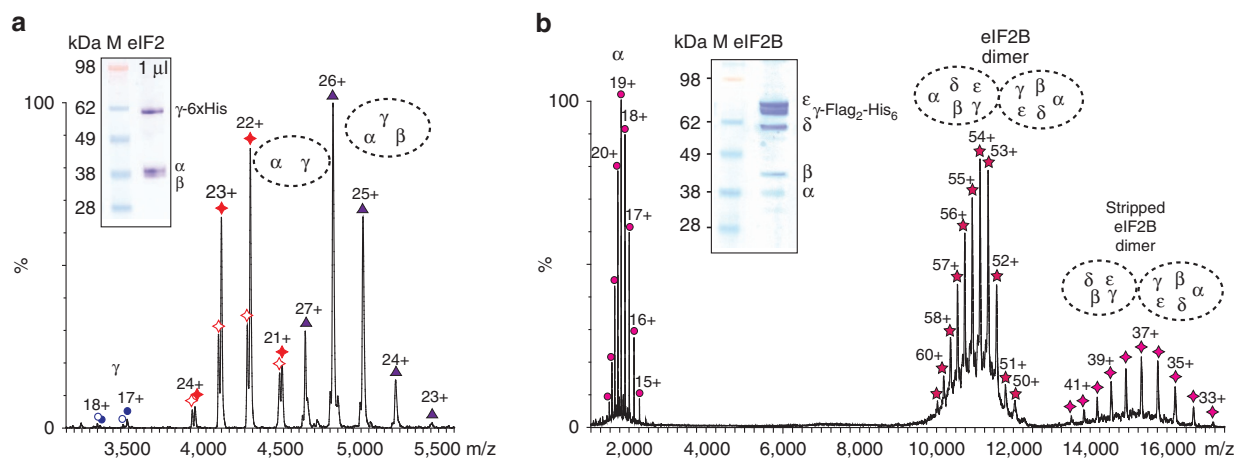 a
kDa M eIF2
98
1 µl
62
49
38
28
γ-6xHis
α
β
100
%
0
γ
18+
17+
24+
23+
22+
21+
α γ
27+
26+
25+
24+
23+
γ
α β
3,500
4,000
4,500
5,000
5,500
m/z
b
kDa M eIF2B
98
62
49
38
28
ε
γ-Flag2-His6
δ
β
α
100
%
0
α
19+
18+
20+
17+
16+
15+
eIF2B
dimer
α δ ε
β γ
γ β
ε δ α
54+
53+
55+
56+
57+
52+
58+
60+
51+
50+
Stripped
eIF2B
dimer
δ ε
β γ
γ β
ε δ α
37+
39+
35+
41+
33+
2,000
4,000
6,000
8,000
10,000
12,000
14,000
16,000
m/z